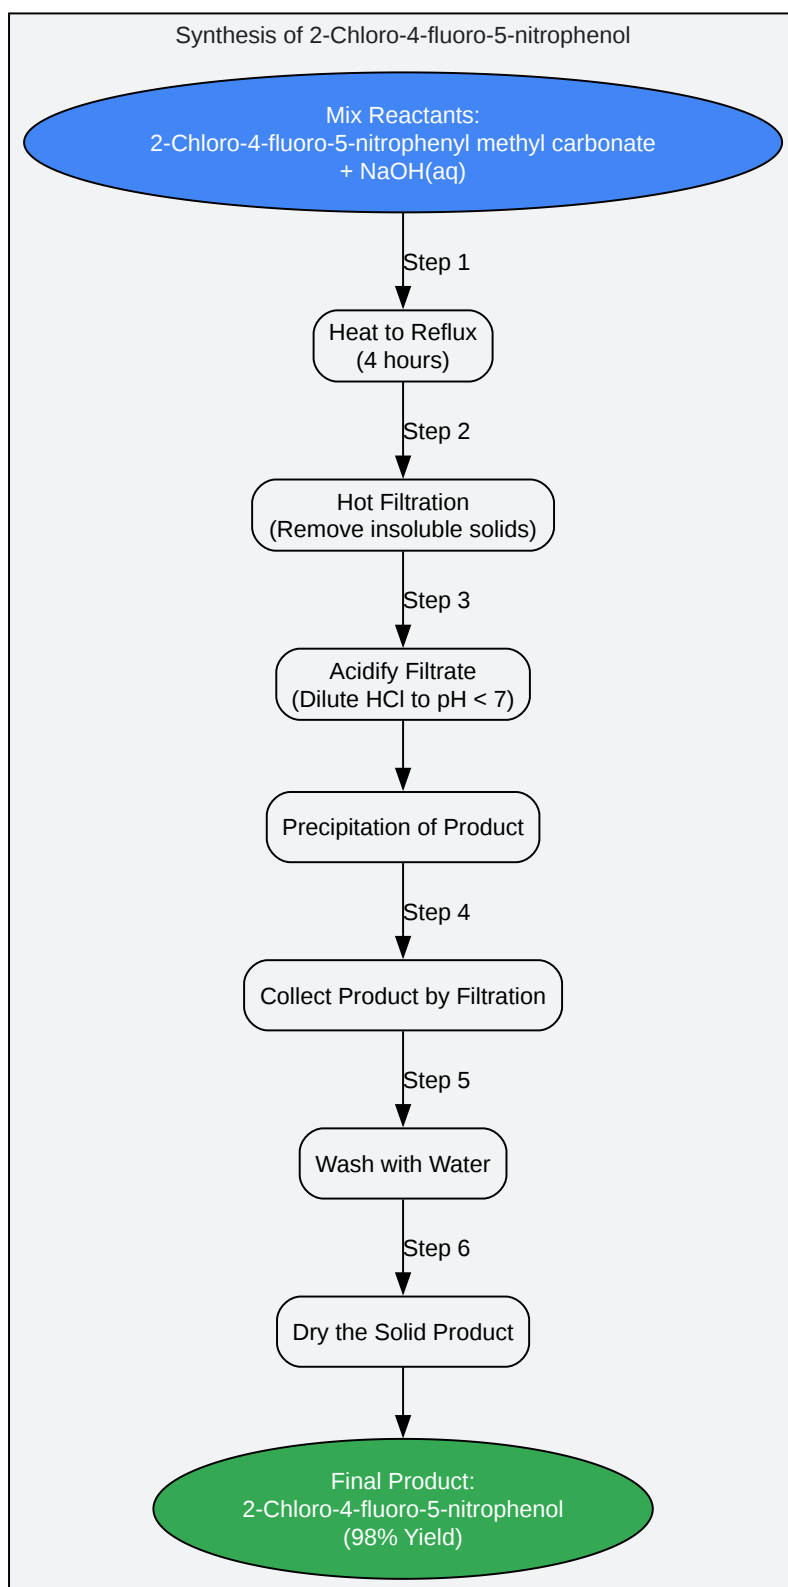 Synthesis of 2-Chloro-4-fluoro-5-nitrophenol
Mix Reactants:
2-Chloro-4-fluoro-5-nitrophenyl methyl carbonate
+ NaOH(aq)
Step 1
Heat to Reflux
(4 hours)
Step 2
Hot Filtration
(Remove insoluble solids)
Step 3
Acidify Filtrate
(Dilute HCl to pH < 7)
Precipitation of Product
Step 4
Collect Product by Filtration
Step 5
Wash with Water
Step 6
Dry the Solid Product
Final Product:
2-Chloro-4-fluoro-5-nitrophenol
(98% Yield)